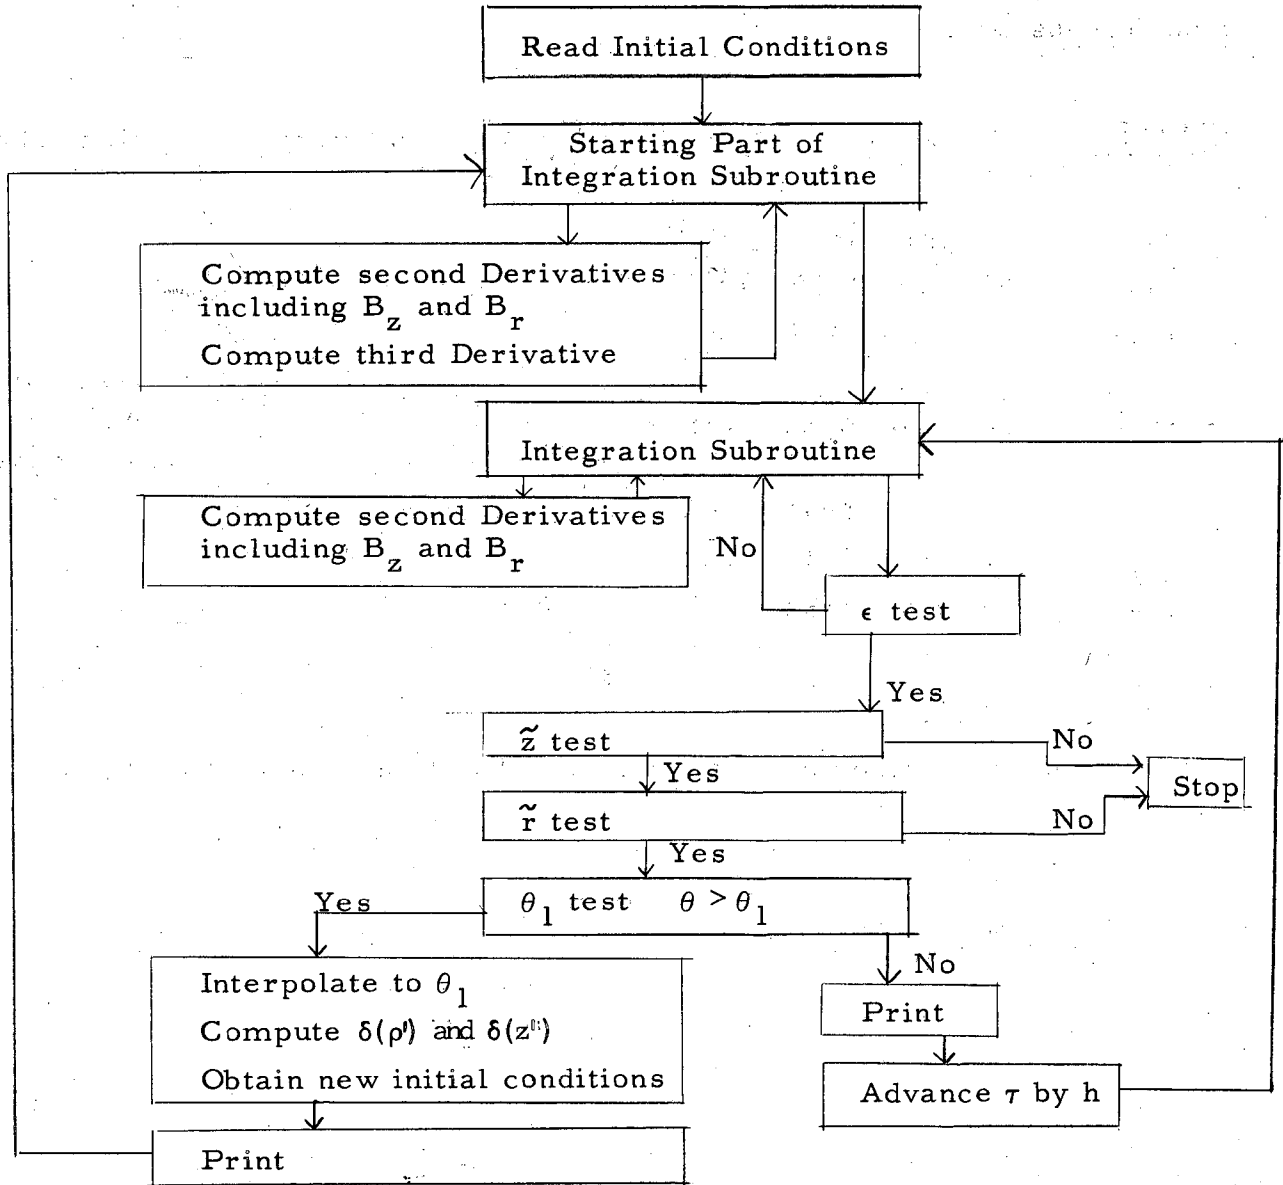 Read Initial Conditions
Starting Part of
Integration Subroutine
Compute second Derivatives
including B_z and B_r
Compute third Derivative
Integration Subroutine
Compute second Derivatives
including B_z and B_r
No
ϵ test
Yes
z̃ test
No
Yes
Stop
r̃ test
No
Yes
θ_1 test θ > θ_1
Yes
No
Interpolate to θ_1
Compute δ(ρ') and δ(z')
Obtain new initial conditions
Print
Advance τ by h
Print